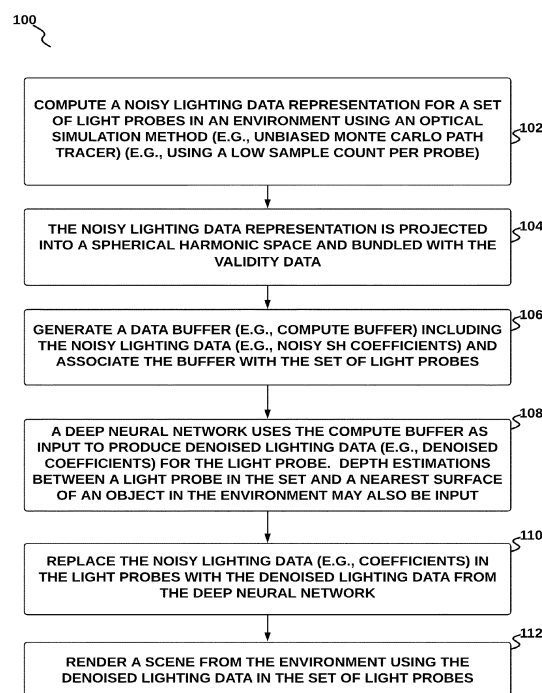 100
COMPUTE A NOISY LIGHTING DATA REPRESENTATION FOR A SET
OF LIGHT PROBES IN AN ENVIRONMENT USING AN OPTICAL
SIMULATION METHOD (E.G., UNBIASED MONTE CARLO PATH
TRACER) (E.G., USING A LOW SAMPLE COUNT PER PROBE)
102
THE NOISY LIGHTING DATA REPRESENTATION IS PROJECTED
INTO A SPHERICAL HARMONIC SPACE AND BUNDLED WITH THE
VALIDITY DATA
104
GENERATE A DATA BUFFER (E.G., COMPUTE BUFFER) INCLUDING
THE NOISY LIGHTING DATA (E.G., NOISY SH COEFFICIENTS) AND
ASSOCIATE THE BUFFER WITH THE SET OF LIGHT PROBES
106
A DEEP NEURAL NETWORK USES THE COMPUTE BUFFER AS
INPUT TO PRODUCE DENOISED LIGHTING DATA (E.G., DENOISED
COEFFICIENTS) FOR THE LIGHT PROBE. DEPTH ESTIMATIONS
BETWEEN A LIGHT PROBE IN THE SET AND A NEAREST SURFACE
OF AN OBJECT IN THE ENVIRONMENT MAY ALSO BE INPUT
108
REPLACE THE NOISY LIGHTING DATA (E.G., COEFFICIENTS) IN
THE LIGHT PROBES WITH THE DENOISED LIGHTING DATA FROM
THE DEEP NEURAL NETWORK
110
RENDER A SCENE FROM THE ENVIRONMENT USING THE
DENOISED LIGHTING DATA IN THE SET OF LIGHT PROBES
112